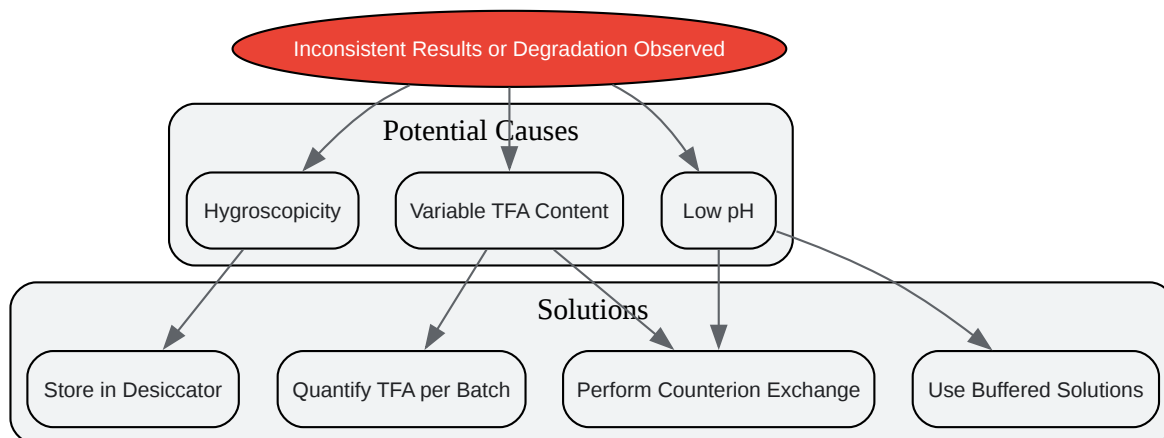 Inconsistent Results or Degradation Observed
Potential Causes
Hygroscopicity
Variable TFA Content
Low pH
Solutions
Store in Desiccator
Quantify TFA per Batch
Perform Counterion Exchange
Use Buffered Solutions